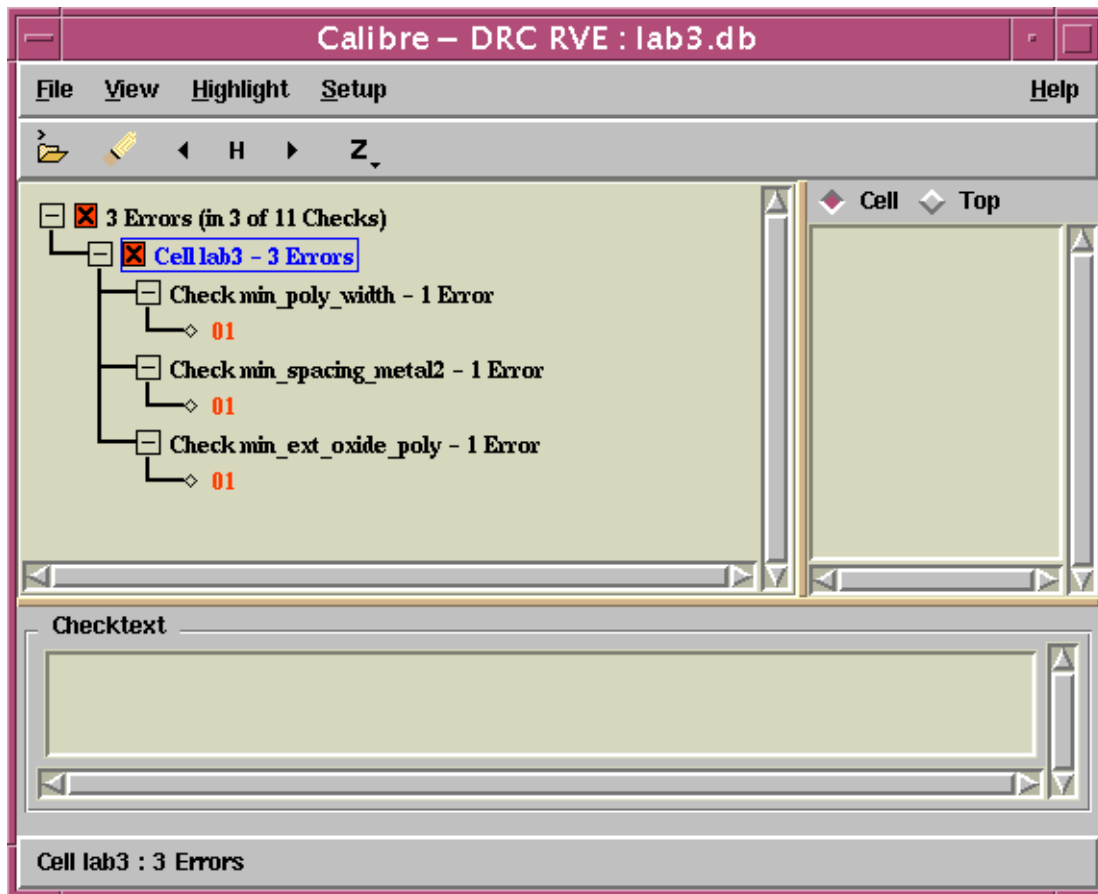 Calibre – DRC RVE : lab3.db
File View Highlight Setup Help
H Z
3 Errors (in 3 of 11 Checks)
Cell lab3 – 3 Errors
Check min_poly_width – 1 Error
01
Check min_spacing_metal2 – 1 Error
01
Check min_ext_oxide_poly – 1 Error
01
Cell Top
Checktext
Cell lab3 : 3 Errors